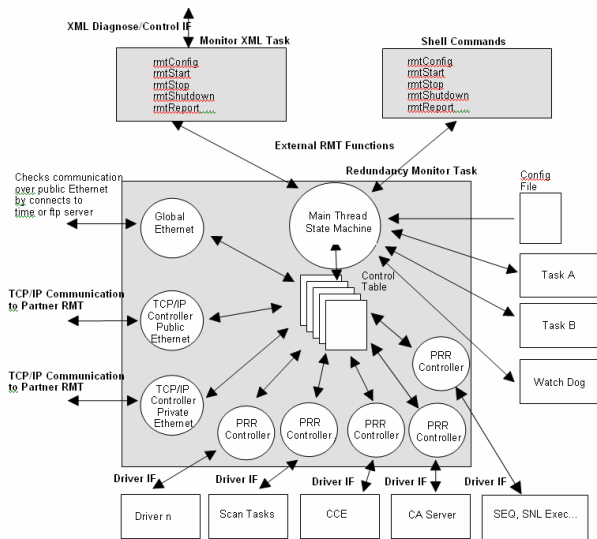 XML Diagnose/Control IF
Monitor XML Task
rmtConfig
rmtStart
rmtStop
rmtShutdown
rmtReport
Shell Commands
rmtConfig
rmtStart
rmtStop
rmtShutdown
rmtReport
External RMT Functions
Redundancy Monitor Task
Checks communication
over public Ethernet
by connects to
time or ftp server
Config
File
Global
Ethernet
Main Thread
State Machine
Control
Table
Task A
TCP/IP Communication
to Partner RMT
TCP/IP
Controller
Public
Ethernet
Task B
PRR
Controller
Watch Dog
TCP/IP Communication
to Partner RMT
TCP/IP
Controller
Private
Ethernet
PRR
Controller
PRR
Controller
PRR
Controller
PRR
Controller
Driver IF
Driver IF
Driver IF
Driver IF
Driver IF
Driver n
Scan Tasks
CCE
CA Server
SEQ, SNL Exec...